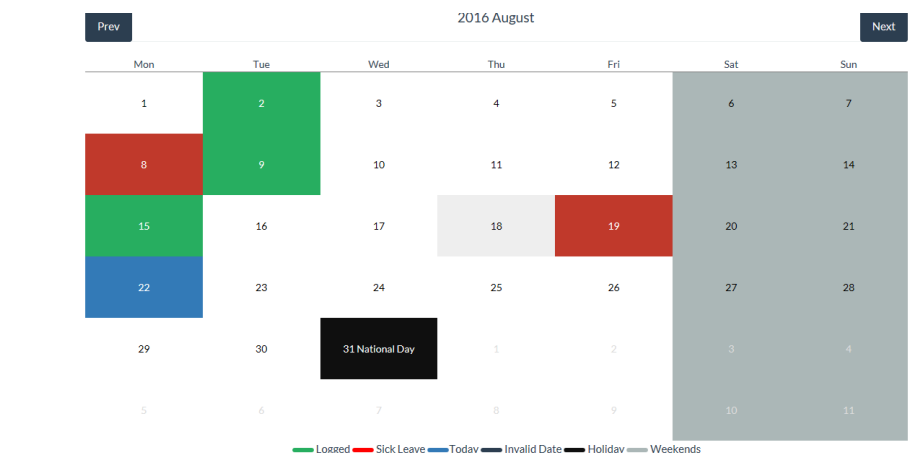 2016 August
Prev Next
Mon Tue Wed Thu Fri Sat Sun
1 2 3 4 5 6 7
8 9 10 11 12 13 14
15 16 17 18 19 20 21
22 23 24 25 26 27 28
29 30 31 National Day 1 2 3 4
5 6 7 8 9 10 11
Logged Sick Leave Today Invalid Date Holiday Weekends